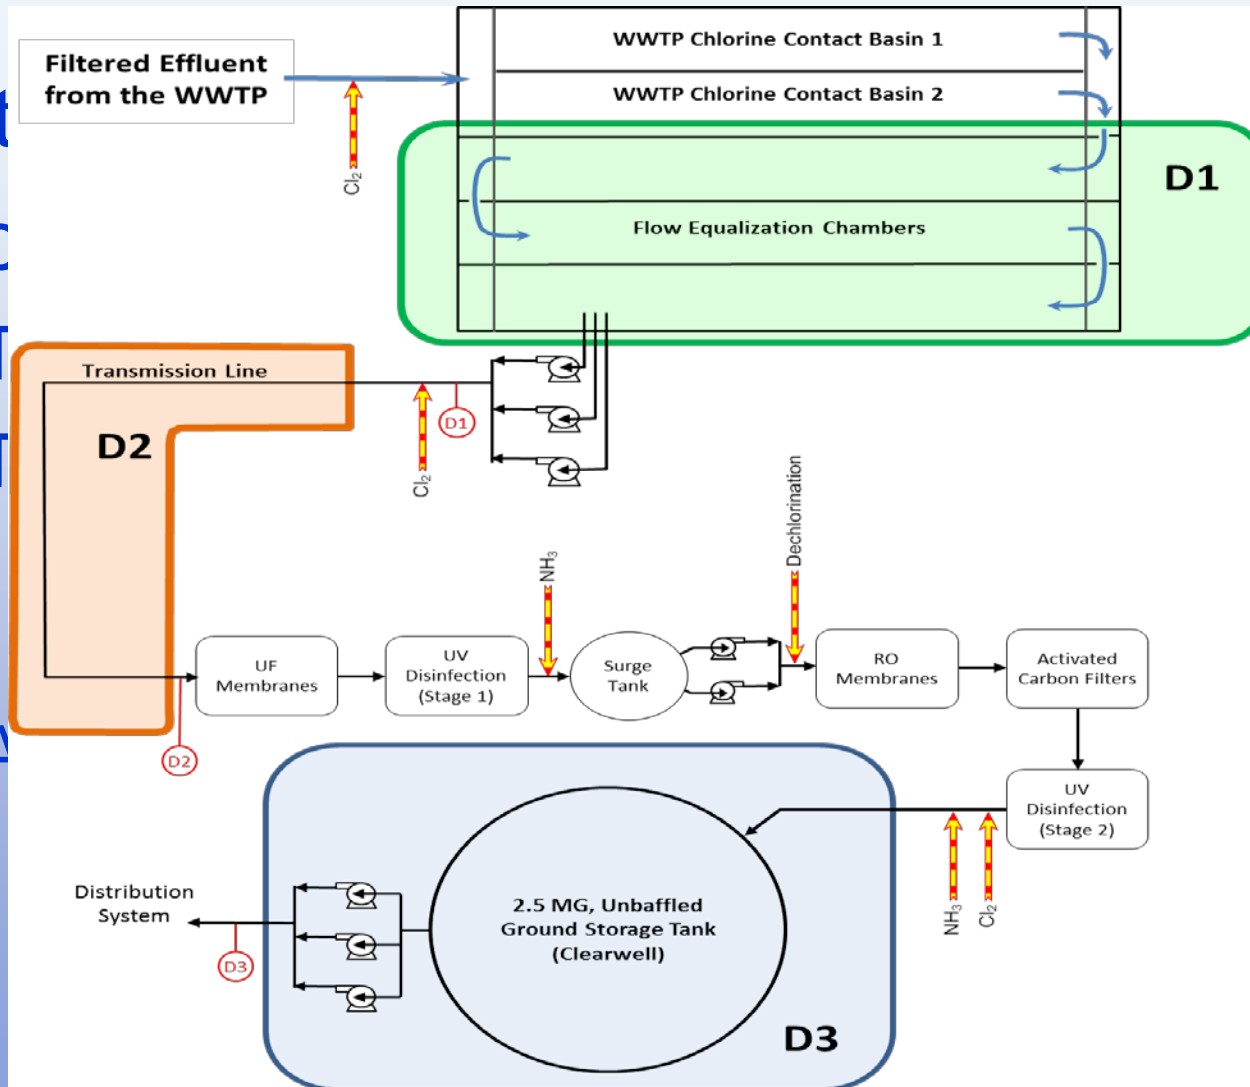 Filtered Effluent
from the WWTP
Cl₂
WWTP Chlorine Contact Basin 1
WWTP Chlorine Contact Basin 2
D1
Flow Equalization Chambers
Transmission Line
D2
Cl₂
D1
NH₃
Dechlorination
UF
Membranes
UV
Disinfection
(Stage 1)
Surge
Tank
RO
Membranes
Activated
Carbon Filters
D2
UV
Disinfection
(Stage 2)
NH₃
Cl₂
2.5 MG, Unbaffled
Ground Storage Tank
(Clearwell)
Distribution
System
D3
D3